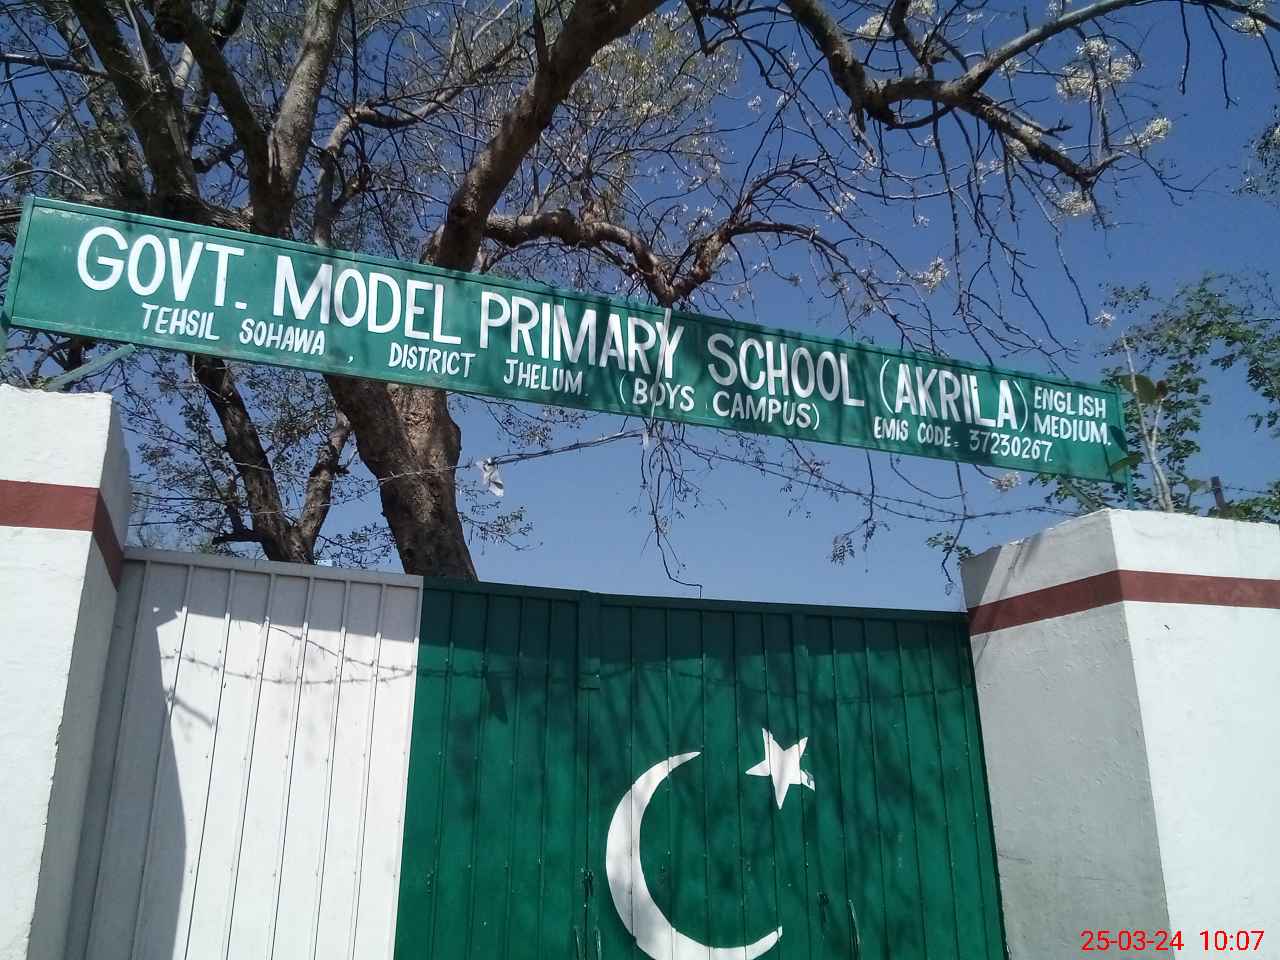 GOVT. MODEL PRIMARY SCHOOL (AKRILA) ENGLISH MEDIUM.
TEHSIL SOHAWA , DISTRICT JHELUM. (BOYS CAMPUS) EMIS CODE. 37230267.
25-03-24 10:07